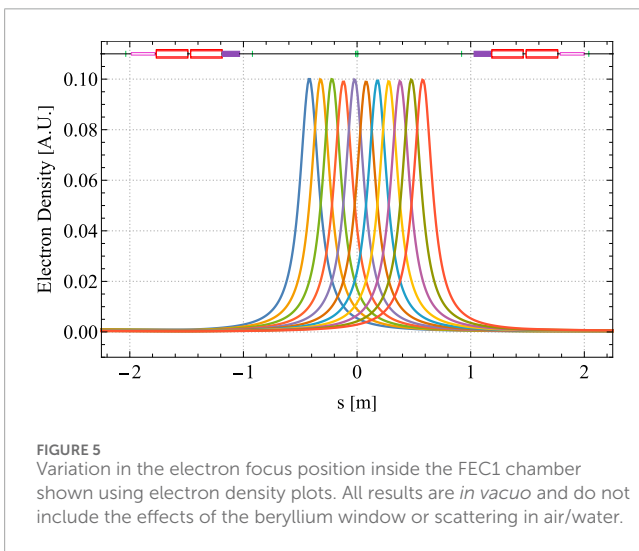 0.10
0.08
0.06
0.04
0.02
0.00
Electron Density [A.U.]
−2
−1
0
1
2
s [m]
FIGURE 5
Variation in the electron focus position inside the FEC1 chamber
shown using electron density plots. All results are in vacuo and do not
include the effects of the beryllium window or scattering in air/water.